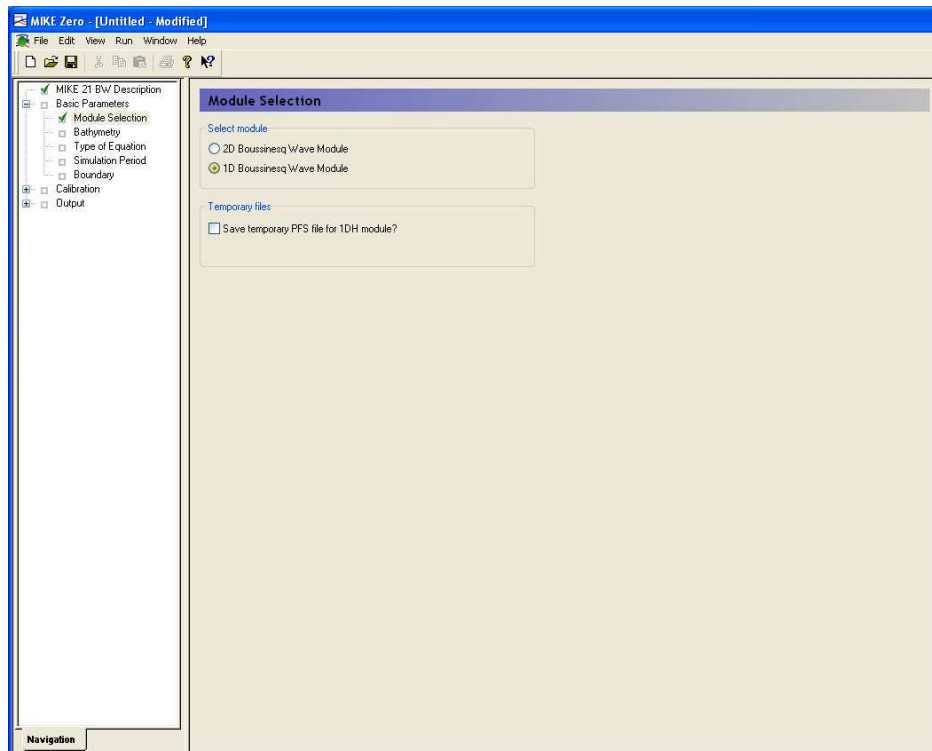 MIKE Zero - [Untitled - Modified]
File Edit View Run Window Help
MIKE 21 BW Description
Basic Parameters
Module Selection
Bathymetry
Type of Equation
Simulation Period
Boundary
Calibration
Output
Navigation
Module Selection
Select module
2D Boussinesq Wave Module
1D Boussinesq Wave Module
Temporary files
Save temporary PFS file for 1DH module?